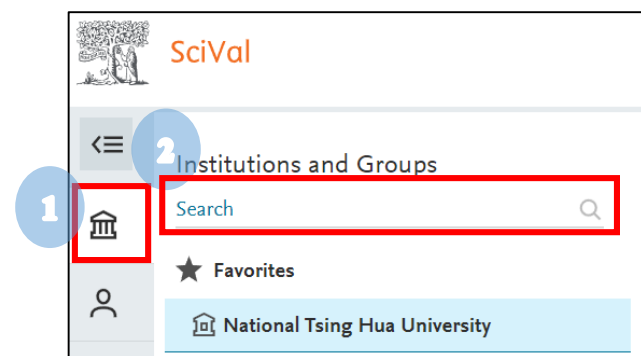 SciVal
2
Institutions and Groups
1
Search
Favorites
National Tsing Hua University